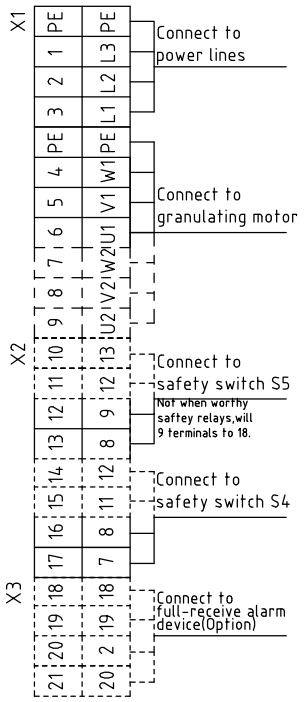 X1
PE PE
1 L3
2 L2
3 L1
Connect to
power lines
PE PE
4 W1
5 V1
6 U1
7 W2
8 V2
9 U2
Connect to
granulating motor
X2
10 13
11 12
12 9
13 8
Connect to
safety switch S5
Not when worthy
saftey relays,will
9 terminals to 18.
14 12
15 11
16 8
17 7
Connect to
safety switch S4
X3
18 18
19 19
20 2
21 20
Connect to
full-receive alarm
device(Option)